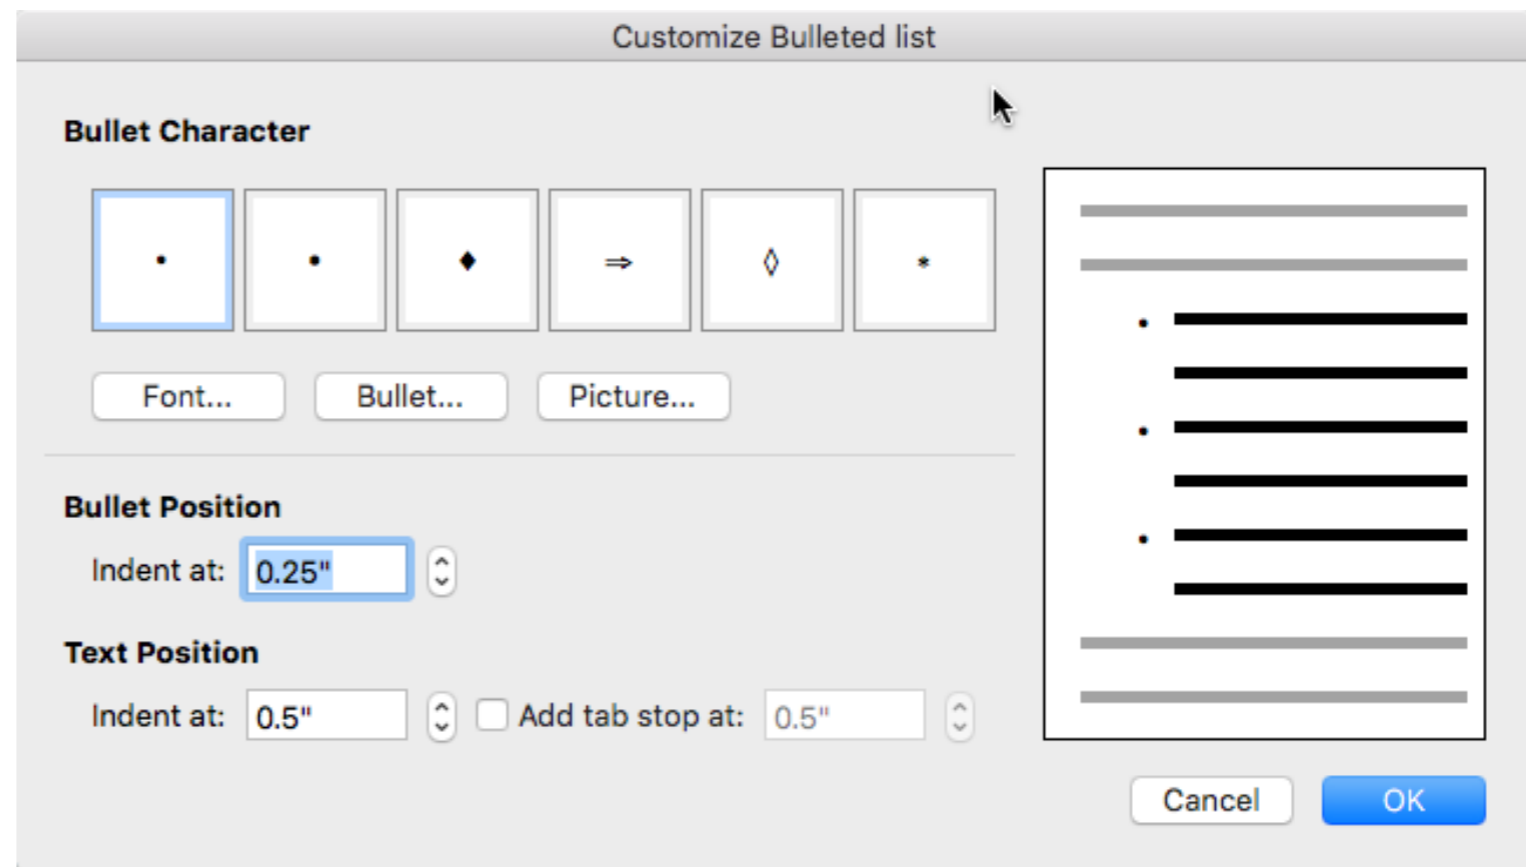 Customize Bulleted list
Bullet Character
• • ♦ ⇒ ◊ *
Font... Bullet... Picture...
Bullet Position
Indent at: 0.25"
Text Position
Indent at: 0.5" Add tab stop at: 0.5"
Cancel OK